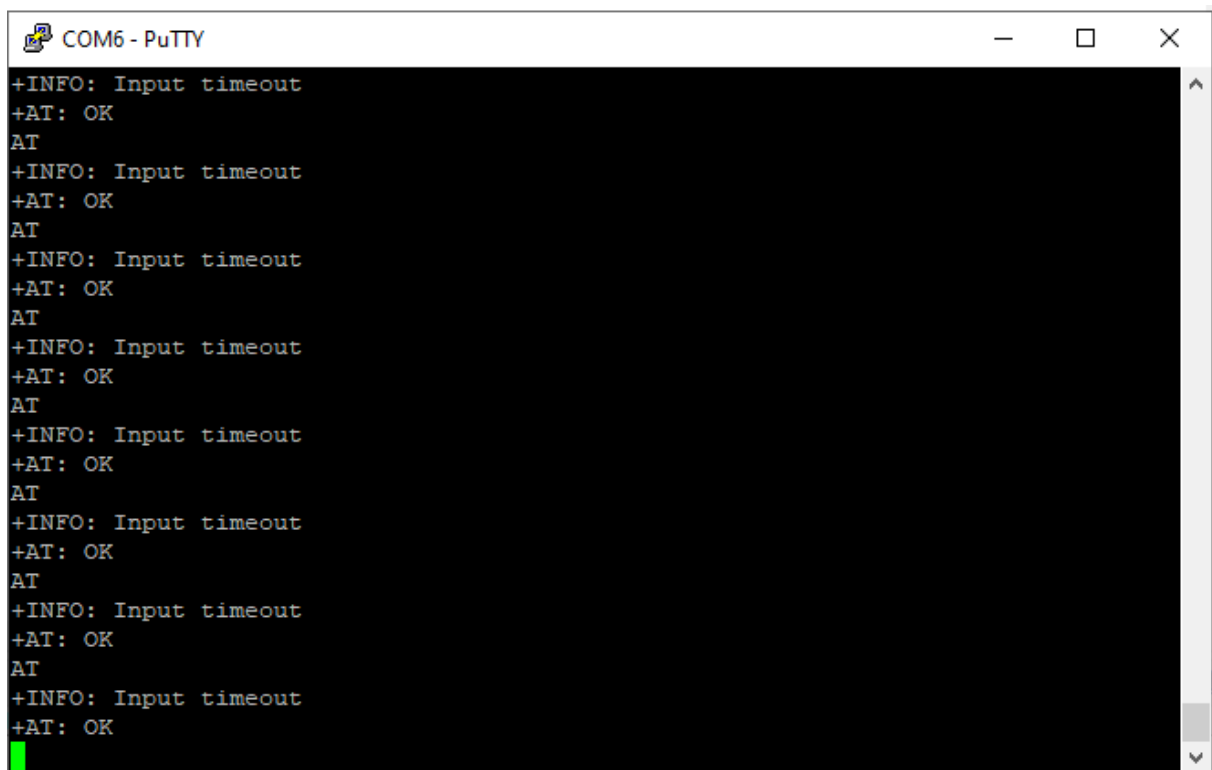 COM6 - PuTTY
+INFO: Input timeout
+AT: OK
AT
+INFO: Input timeout
+AT: OK
AT
+INFO: Input timeout
+AT: OK
AT
+INFO: Input timeout
+AT: OK
AT
+INFO: Input timeout
+AT: OK
AT
+INFO: Input timeout
+AT: OK
AT
+INFO: Input timeout
+AT: OK
AT
+INFO: Input timeout
+AT: OK